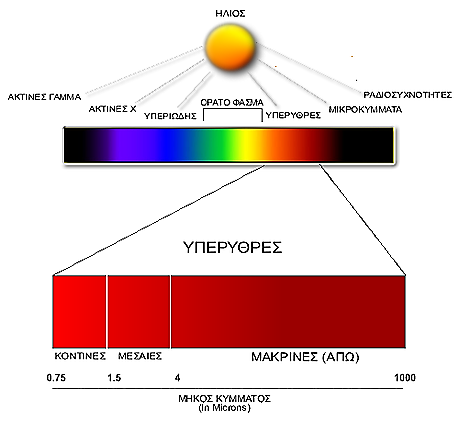 ΗΛΙΟΣ
ΑΚΤΙΝΕΣ ΓΑΜΜΑ
ΑΚΤΙΝΕΣ Χ
ΥΠΕΡΙΩΔΗΣ
ΟΡΑΤΟ ΦΑΣΜΑ
ΥΠΕΡΥΘΡΕΣ
ΜΙΚΡΟΚΥΜΜΑΤΑ
ΡΑΔΙΟΣΥΧΝΟΤΗΤΕΣ
ΥΠΕΡΥΘΡΕΣ
ΚΟΝΤΙΝΕΣ ΜΕΣΑΙΕΣ ΜΑΚΡΙΝΕΣ (ΑΠΩ)
0.75 1.5 4 1000
ΜΗΚΟΣ ΚΥΜΜΑΤΟΣ
(In Microns)